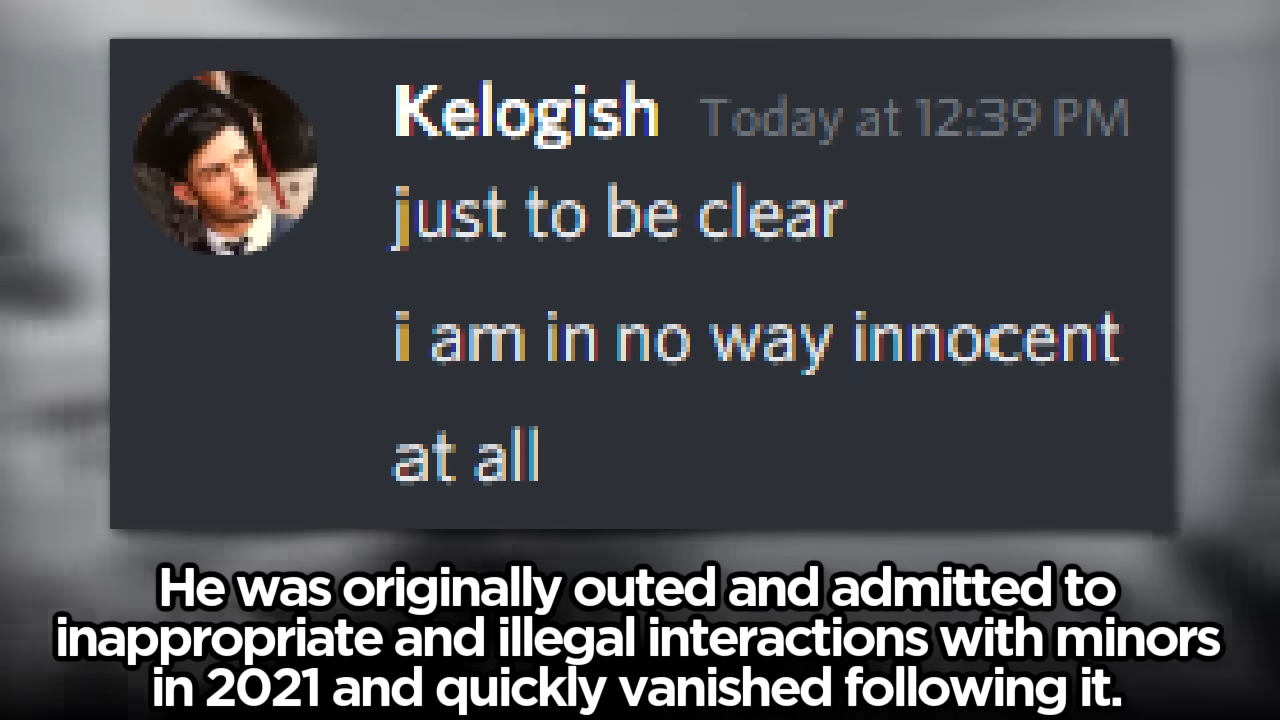 Kelogish Today at 12:39 PM
just to be clear
i am in no way innocent
at all
He was originally outed and admitted to
inappropriate and illegal interactions with minors
in 2021 and quickly vanished following it.